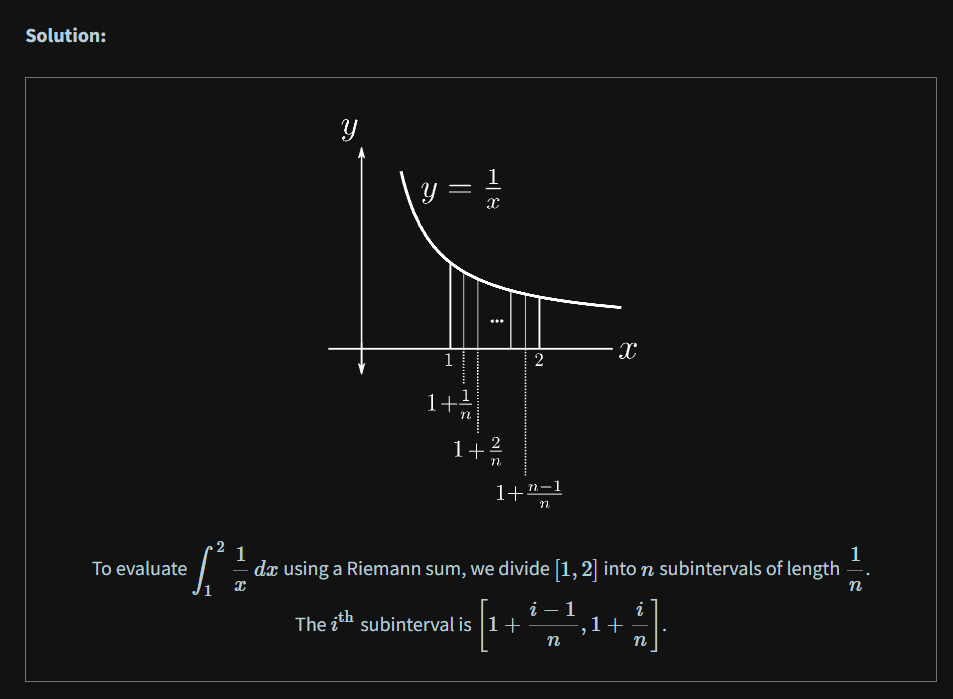 Solution:
y
y = 1/x
...
1 2 x
1+1/n
1+2/n
1+n−1/n
To evaluate ∫₁² 1/x dx using a Riemann sum, we divide [1, 2] into n subintervals of length 1/n.
The iᵗʰ subinterval is [1 + i − 1/n, 1 + i/n].